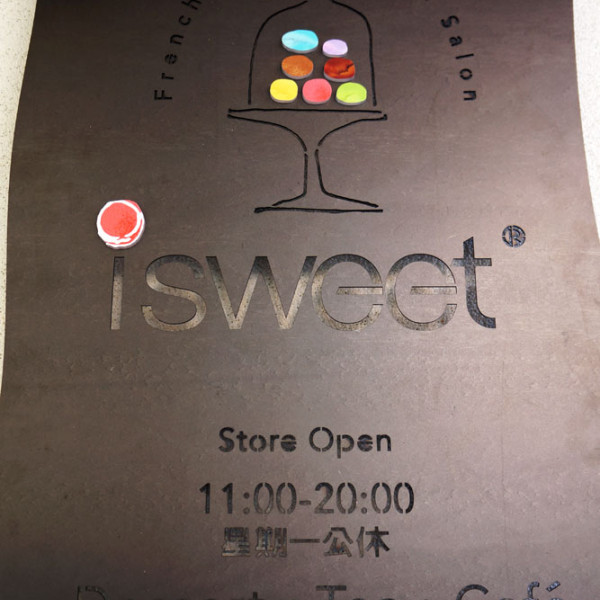 French
Salon
isweet®
Store Open
11:00-20:00
星期一公休